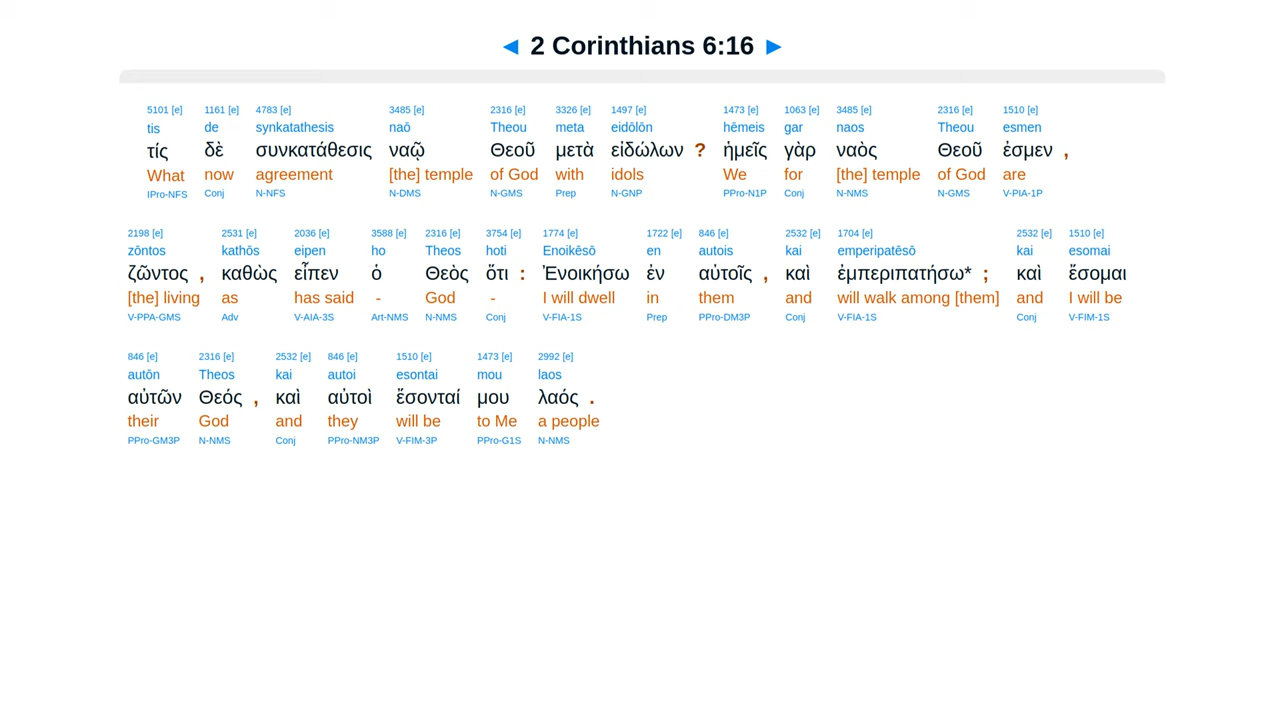 ◄ 2 Corinthians 6:16 ►
5101 [e] 1161 [e] 4783 [e] 3485 [e] 2316 [e] 3326 [e] 1497 [e] 1473 [e] 1063 [e] 3485 [e] 2316 [e] 1510 [e]
tis de synkatathesis naō Theou meta eidōlōn hēmeis gar naos Theou esmen
τίς δὲ συνκατάθεσις ναῷ Θεοῦ μετὰ εἰδώλων ? ἡμεῖς γὰρ ναὸς Θεοῦ ἐσμεν ,
What now agreement [the] temple of God with idols We for [the] temple of God are
IPro-NFS Conj N-NFS N-DMS N-GMS Prep N-GNP PPro-N1P Conj N-NMS N-GMS V-PIA-1P
2198 [e] 2531 [e] 2036 [e] 3588 [e] 2316 [e] 3754 [e] 1774 [e] 1722 [e] 846 [e] 2532 [e] 1704 [e] 2532 [e] 1510 [e]
zōntos kathōs eipen ho Theos hoti Enoikēsō en autois kai emperipatēsō kai esomai
ζῶντος , καθὼς εἶπεν ὁ Θεὸς ὅτι : Ἐνοικήσω ἐν αὐτοῖς , καὶ ἐμπεριπατήσω* ; καὶ ἔσομαι
[the] living as has said - God - I will dwell in them and will walk among [them] and I will be
V-PPA-GMS Adv V-AIA-3S Art-NMS N-NMS Conj V-FIA-1S Prep PPro-DM3P Conj V-FIA-1S Conj V-FIM-1S
846 [e] 2316 [e] 2532 [e] 846 [e] 1510 [e] 1473 [e] 2992 [e]
autōn Theos kai autoi esontai mou laos
αὐτῶν Θεός , καὶ αὐτοὶ ἔσονταί μου λαός .
their God and they will be to Me a people
PPro-GM3P N-NMS Conj PPro-NM3P V-FIM-3P PPro-G1S N-NMS